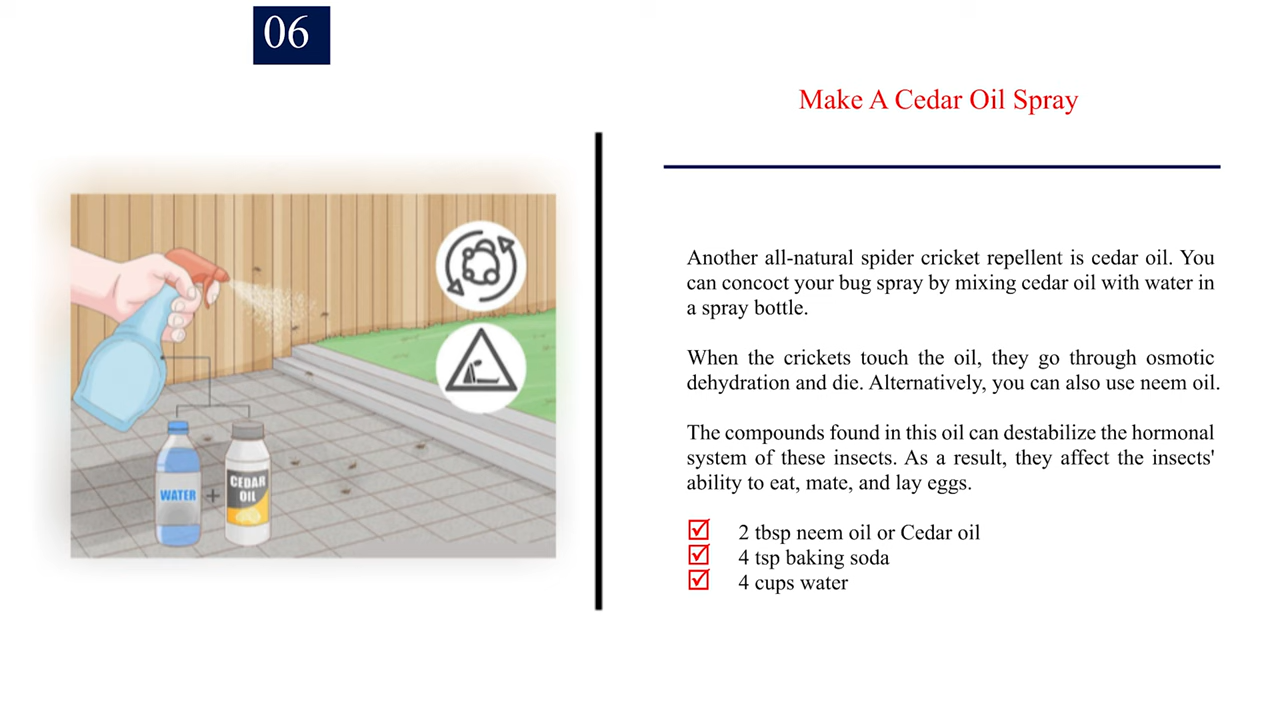 06
Make A Cedar Oil Spray
Another all-natural spider cricket repellent is cedar oil. You
can concoct your bug spray by mixing cedar oil with water in
a spray bottle.
When the crickets touch the oil, they go through osmotic
dehydration and die. Alternatively, you can also use neem oil.
The compounds found in this oil can destabilize the hormonal
system of these insects. As a result, they affect the insects'
ability to eat, mate, and lay eggs.
☑ 2 tbsp neem oil or Cedar oil
☑ 4 tsp baking soda
☑ 4 cups water
WATER + CEDAR
OIL